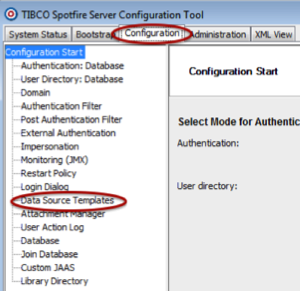 TIBCO Spotfire Server Configuration Tool
System Status Bootstrap Configuration Administration XML View
Configuration Start
Authentication: Database
User Directory: Database
Domain
Authentication Filter
Post Authentication Filter
External Authentication
Impersonation
Monitoring (JMX)
Restart Policy
Login Dialog
Data Source Templates
Attachment Manager
User Action Log
Database
Join Database
Custom JAAS
Library Directory
Configuration Start
Select Mode for Authentic
Authentication:
User directory: